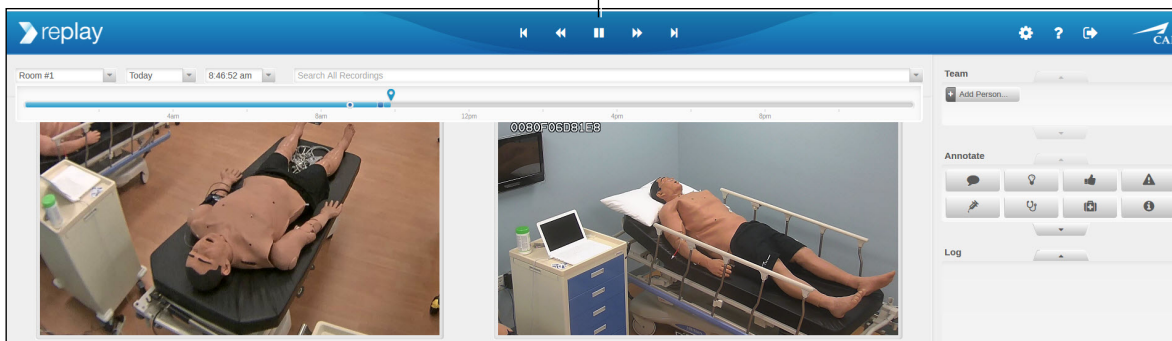 replay
?
CA
Room #1
Today
8:46:52 am
Search All Recordings
Team
Add Person...
4am
8am
12pm
4pm
8pm
0080F06D81E8
Annotate
Log